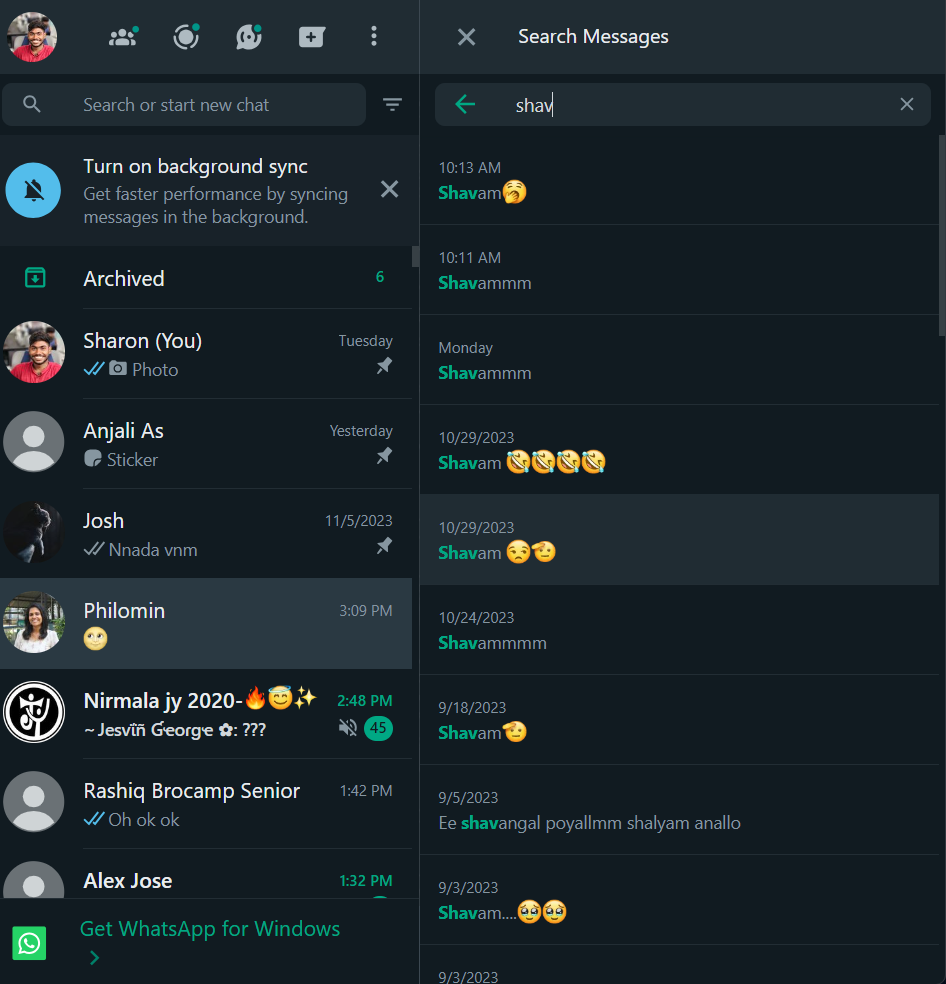 Search or start new chat
Turn on background sync
Get faster performance by syncing
messages in the background.
Archived
6
Sharon (You)
Tuesday
Photo
Anjali As
Yesterday
Sticker
Josh
11/5/2023
Nnada vnm
Philomin
3:09 PM
🌝
Nirmala jy 2020-🔥😇✨
2:48 PM
~ Jesvïñ Ǥєorgє ✿: ???
45
Rashiq Brocamp Senior
1:42 PM
Oh ok ok
Alex Jose
1:32 PM
Get WhatsApp for Windows
Search Messages
shav
10:13 AM
Shavam🥱
10:11 AM
Shavammm
Monday
Shavammm
10/29/2023
Shavam 🤣🤣🤣🤣
10/29/2023
Shavam 😒🫡
10/24/2023
Shavammmm
9/18/2023
Shavam🫡
9/5/2023
Ee shavangal poyallmm shalyam anallo
9/3/2023
Shavam....🥹🥹
9/3/2023